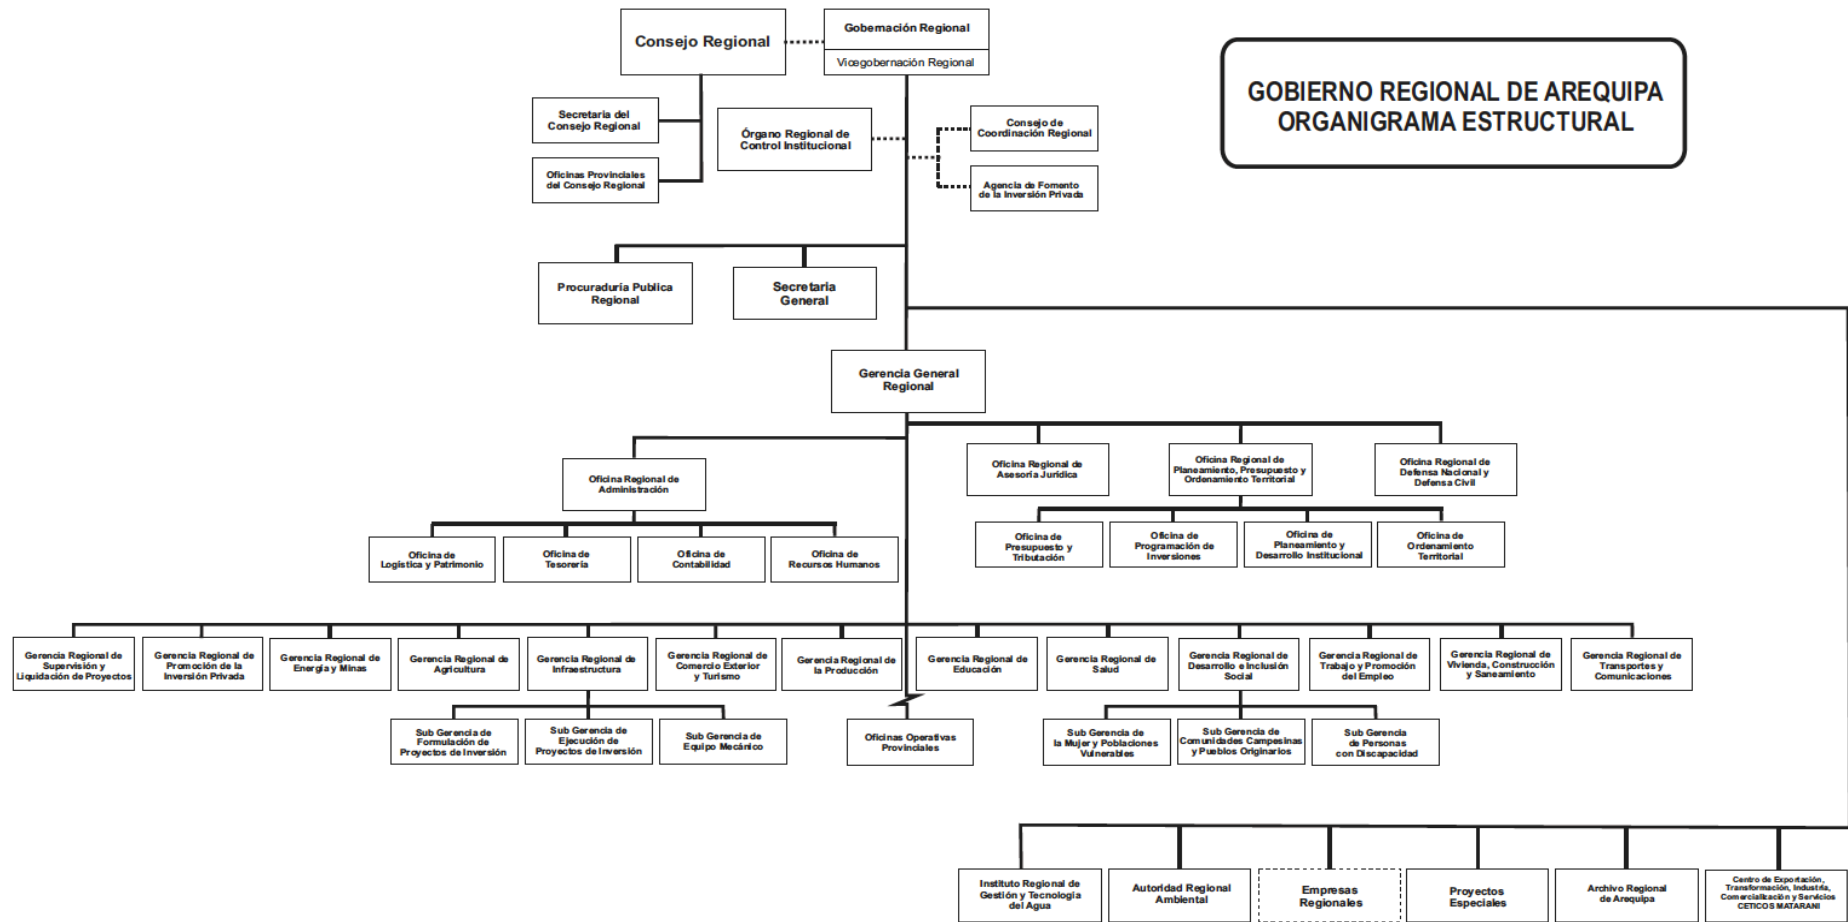 Consejo Regional
Gobernación Regional
Vicegobernación Regional
GOBIERNO REGIONAL DE AREQUIPA
ORGANIGRAMA ESTRUCTURAL
Secretaria del
Consejo Regional
Oficinas Provinciales
del Consejo Regional
Órgano Regional de
Control Institucional
Consejo de
Coordinación Regional
Agencia de Fomento
de la Inversión Privada
Procuraduría Publica
Regional
Secretaria
General
Gerencia General
Regional
Oficina Regional de
Administración
Oficina Regional de
Asesoría Jurídica
Oficina Regional de
Planeamiento, Presupuesto y
Ordenamiento Territorial
Oficina Regional de
Defensa Nacional y
Defensa Civil
Oficina de
Logística y Patrimonio
Oficina de
Tesorería
Oficina de
Contabilidad
Oficina de
Recursos Humanos
Oficina de
Presupuesto y
Tributación
Oficina de
Programación de
Inversiones
Oficina de
Planeamiento y
Desarrollo Institucional
Oficina de
Ordenamiento
Territorial
Gerencia Regional de
Supervisión y
Liquidación de Proyectos
Gerencia Regional de
Promoción de la
Inversión Privada
Gerencia Regional de
Energía y Minas
Gerencia Regional de
Agricultura
Gerencia Regional de
Infraestructura
Gerencia Regional de
Comercio Exterior
y Turismo
Gerencia Regional de
la Producción
Gerencia Regional de
Educación
Gerencia Regional de
Salud
Gerencia Regional de
Desarrollo e Inclusión
Social
Gerencia Regional de
Trabajo y Promoción
del Empleo
Gerencia Regional de
Vivienda, Construcción
y Saneamiento
Gerencia Regional de
Transportes y
Comunicaciones
Sub Gerencia de
Formulación de
Proyectos de Inversión
Sub Gerencia de
Ejecución de
Proyectos de Inversión
Sub Gerencia de
Equipo Mecánico
Oficinas Operativas
Provinciales
Sub Gerencia de
la Mujer y Poblaciones
Vulnerables
Sub Gerencia de
Comunidades Campesinas
y Pueblos Originarios
Sub Gerencia
de Personas
con Discapacidad
Instituto Regional de
Gestión y Tecnología
del Agua
Autoridad Regional
Ambiental
Empresas
Regionales
Proyectos
Especiales
Archivo Regional
de Arequipa
Centro de Exportación,
Transformación, Industria,
Comercialización y Servicios
CETICOS MATARANI